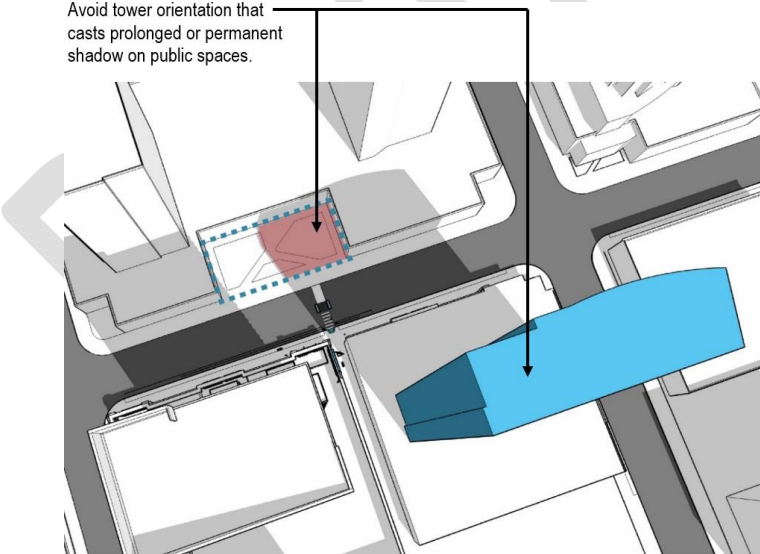 Avoid tower orientation that
casts prolonged or permanent
shadow on public spaces.